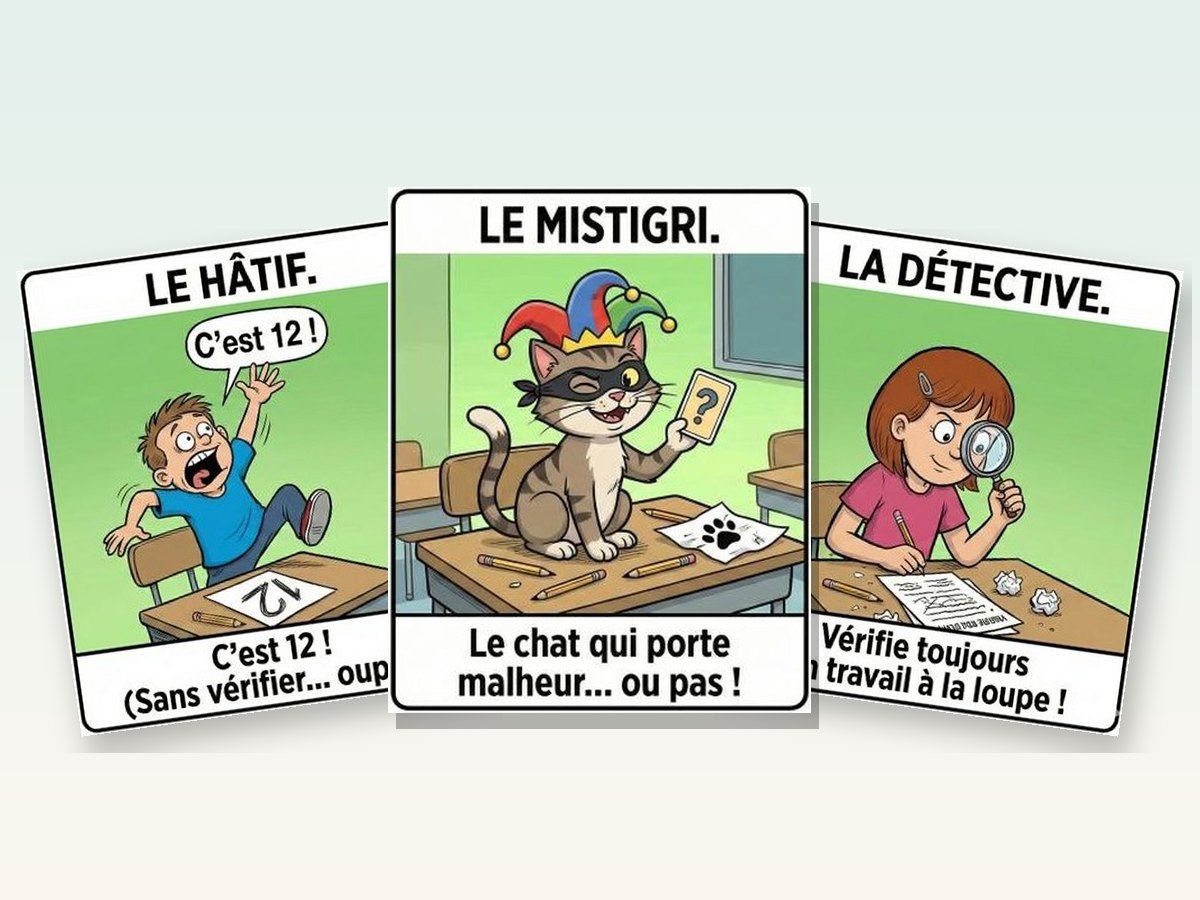 LE HÂTIF.
C'est 12 !
12
C'est 12 !
(Sans vérifier... oup
LE MISTIGRI.
?
Le chat qui porte
malheur... ou pas !
LA DÉTECTIVE.
Vérifie toujours
travail à la loupe !